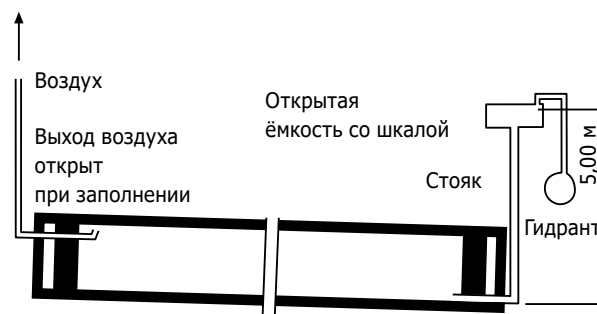 Воздух
Выход воздуха
открыт
при заполнении
Открытая
ёмкость со шкалой
Стояк
5,00 м
Гидрант